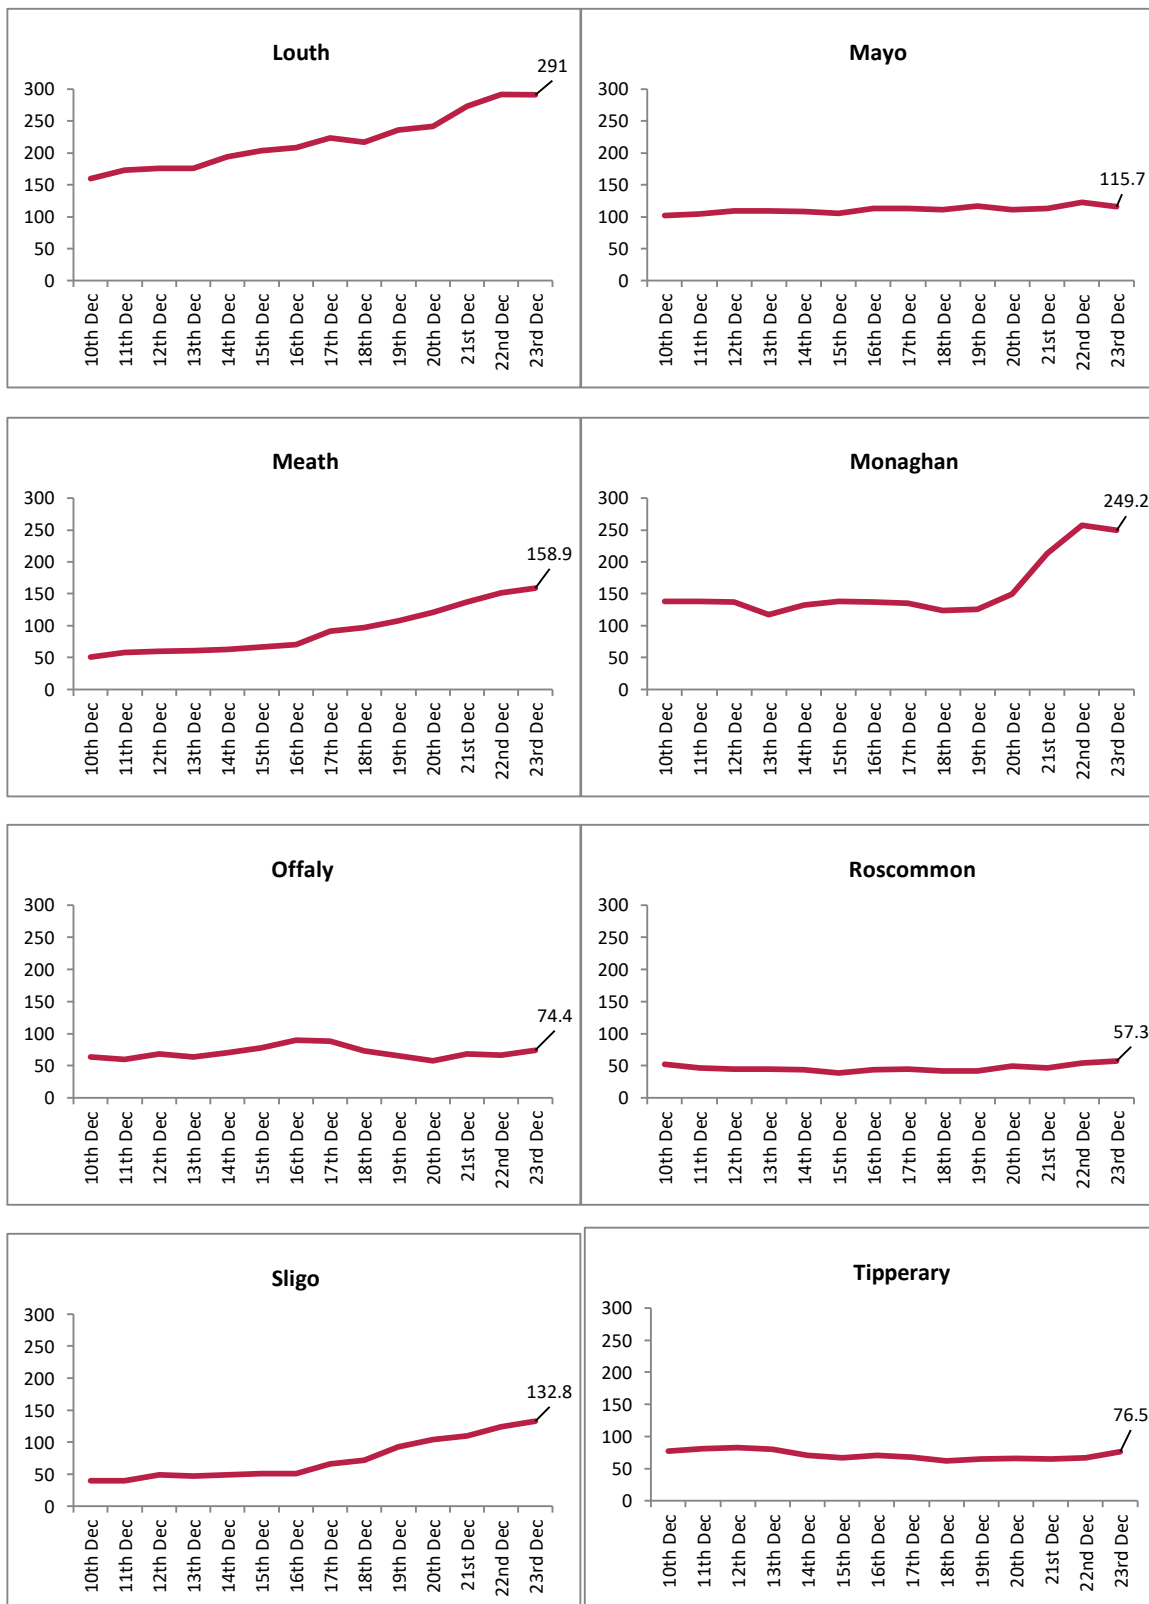 Louth
291
300
250
200
150
100
50
0
10th Dec
11th Dec
12th Dec
13th Dec
14th Dec
15th Dec
16th Dec
17th Dec
18th Dec
19th Dec
20th Dec
21st Dec
22nd Dec
23rd Dec
Mayo
115.7
300
250
200
150
100
50
0
10th Dec
11th Dec
12th Dec
13th Dec
14th Dec
15th Dec
16th Dec
17th Dec
18th Dec
19th Dec
20th Dec
21st Dec
22nd Dec
23rd Dec
Meath
158.9
300
250
200
150
100
50
0
10th Dec
11th Dec
12th Dec
13th Dec
14th Dec
15th Dec
16th Dec
17th Dec
18th Dec
19th Dec
20th Dec
21st Dec
22nd Dec
23rd Dec
Monaghan
249.2
300
250
200
150
100
50
0
10th Dec
11th Dec
12th Dec
13th Dec
14th Dec
15th Dec
16th Dec
17th Dec
18th Dec
19th Dec
20th Dec
21st Dec
22nd Dec
23rd Dec
Offaly
74.4
300
250
200
150
100
50
0
10th Dec
11th Dec
12th Dec
13th Dec
14th Dec
15th Dec
16th Dec
17th Dec
18th Dec
19th Dec
20th Dec
21st Dec
22nd Dec
23rd Dec
Roscommon
57.3
300
250
200
150
100
50
0
10th Dec
11th Dec
12th Dec
13th Dec
14th Dec
15th Dec
16th Dec
17th Dec
18th Dec
19th Dec
20th Dec
21st Dec
22nd Dec
23rd Dec
Sligo
132.8
300
250
200
150
100
50
0
10th Dec
11th Dec
12th Dec
13th Dec
14th Dec
15th Dec
16th Dec
17th Dec
18th Dec
19th Dec
20th Dec
21st Dec
22nd Dec
23rd Dec
Tipperary
76.5
300
250
200
150
100
50
0
10th Dec
11th Dec
12th Dec
13th Dec
14th Dec
15th Dec
16th Dec
17th Dec
18th Dec
19th Dec
20th Dec
21st Dec
22nd Dec
23rd Dec